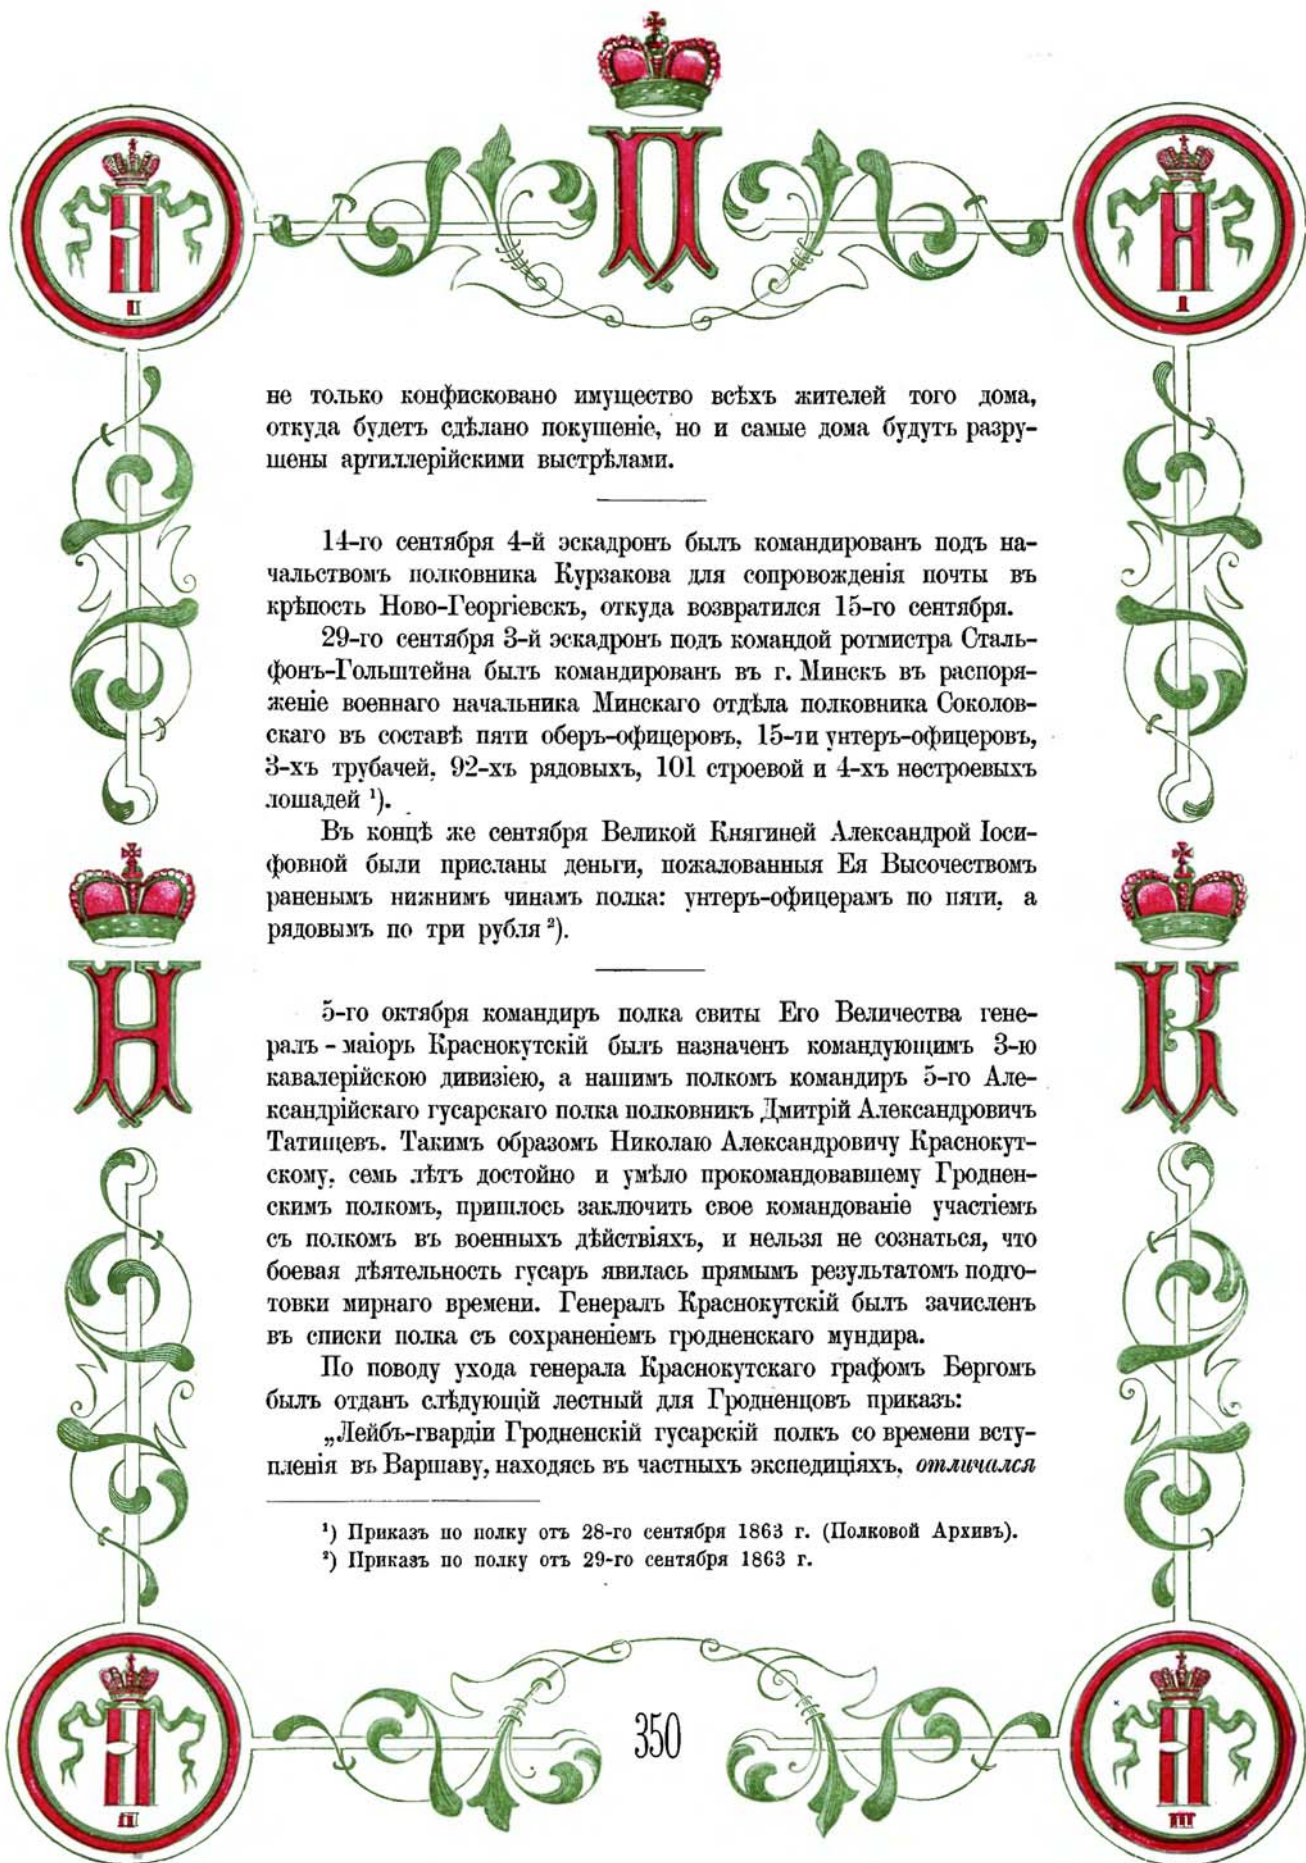 П
II
I
не только конфисковано имущество всѣхъ жителей того дома,
откуда будетъ сдѣлано покушеніе, но и самые дома будутъ разру-
шены артиллерійскими выстрѣлами.
14-го сентября 4-й эскадронъ былъ командированъ подъ на-
чальствомъ полковника Курзакова для сопровожденія почты въ
крѣпость Ново-Георгіевскъ, откуда возвратился 15-го сентября.
29-го сентября 3-й эскадронъ подъ командой ротмистра Сталь-
фонъ-Гольштейна былъ командированъ въ г. Минскъ въ распоря-
женіе военнаго начальника Минскаго отдѣла полковника Соколов-
скаго въ составѣ пяти оберъ-офицеровъ, 15-ти унтеръ-офицеровъ,
3-хъ трубачей, 92-хъ рядовыхъ, 101 строевой и 4-хъ нестроевыхъ
лошадей ¹).
Въ концѣ же сентября Великой Княгиней Александрой Іоси-
фовной были присланы деньги, пожалованныя Ея Высочествомъ
раненымъ нижнимъ чинамъ полка: унтеръ-офицерамъ по пяти, а
рядовымъ по три рубля ²).
Н
К
5-го октября командиръ полка свиты Его Величества гене-
ралъ-маіоръ Краснокутскій былъ назначенъ командующимъ 3-ю
кавалерійскою дивизіею, а нашимъ полкомъ командиръ 5-го Але-
ксандрійскаго гусарскаго полка полковникъ Дмитрій Александровичъ
Татищевъ. Такимъ образомъ Николаю Александровичу Краснокут-
скому, семь лѣтъ достойно и умѣло прокомандовавшему Гроднен-
скимъ полкомъ, пришлось заключить свое командованіе участіемъ
съ полкомъ въ военныхъ дѣйствіяхъ, и нельзя не сознаться, что
боевая дѣятельность гусаръ явилась прямымъ результатомъ подго-
товки мирнаго времени. Генералъ Краснокутскій былъ зачисленъ
въ списки полка съ сохраненіемъ гродненскаго мундира.
По поводу ухода генерала Краснокутскаго графомъ Бергомъ
былъ отданъ слѣдующій лестный для Гродненцовъ приказъ:
„Лейбъ-гвардіи Гродненскій гусарскій полкъ со времени всту-
пленія въ Варшаву, находясь въ частныхъ экспедиціяхъ, отличался
¹) Приказъ по полку отъ 28-го сентября 1863 г. (Полковой Архивъ).
²) Приказъ по полку отъ 29-го сентября 1863 г.
III
350